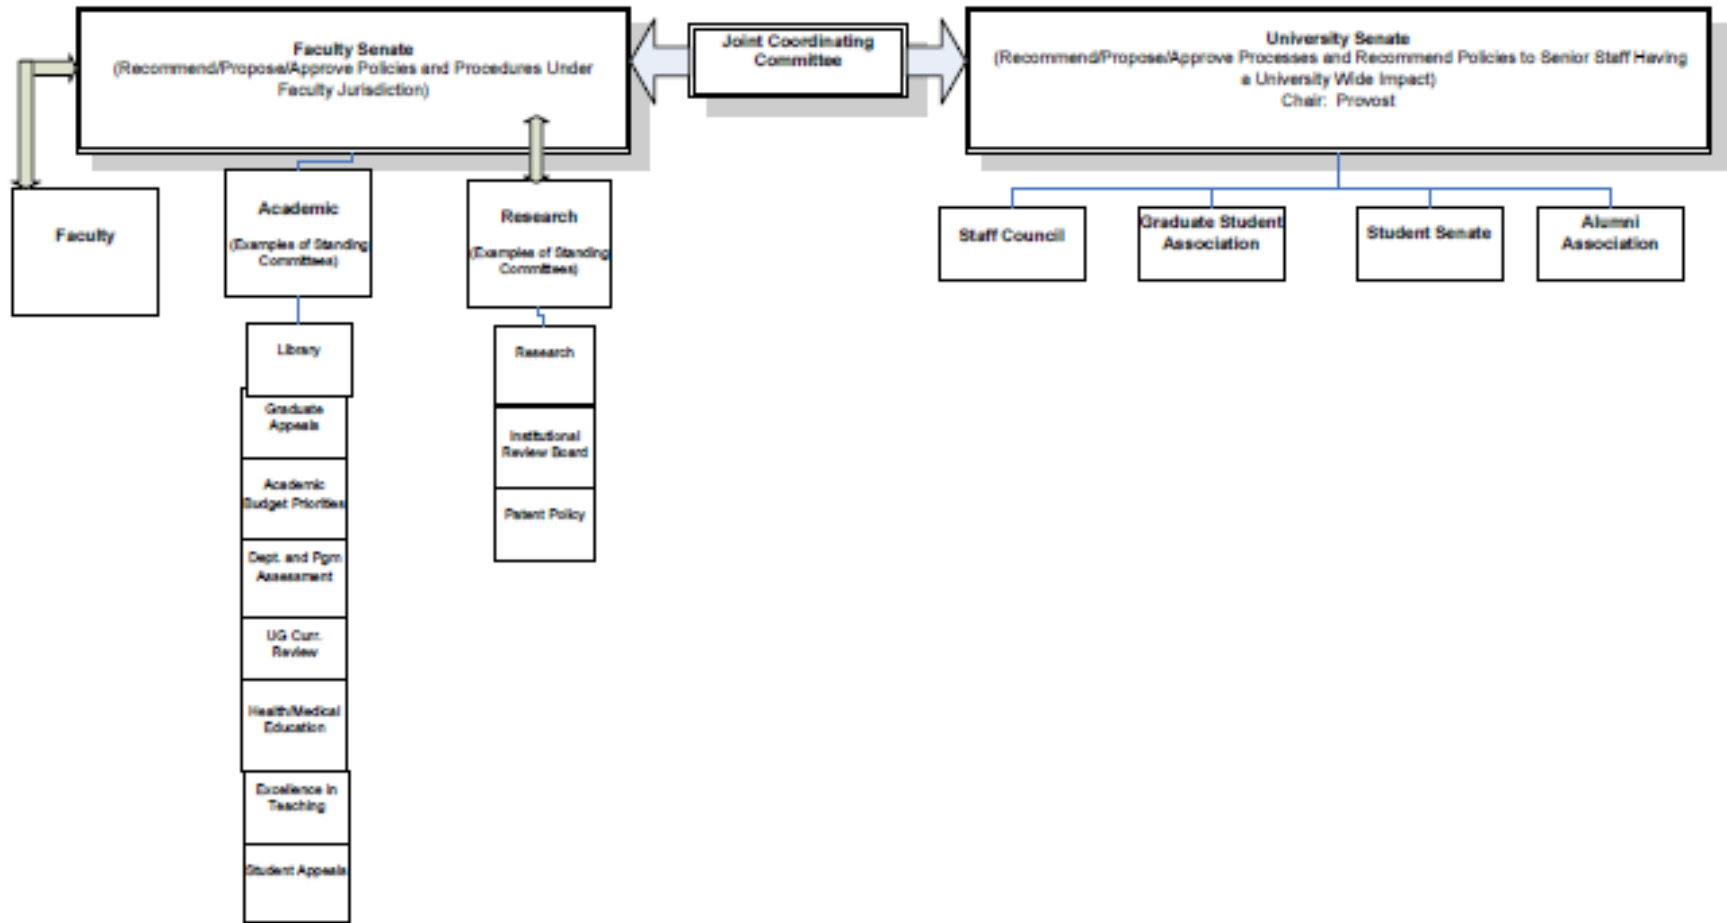 Faculty Senate
(Recommend/Propose/Approve Policies and Procedures Under
Faculty Jurisdiction)
Joint Coordinating
Committee
University Senate
(Recommend/Propose/Approve Processes and Recommend Policies to Senior Staff Having
a University Wide Impact)
Chair: Provost
Faculty
Academic
(Examples of Standing
Committees)
Research
(Examples of Standing
Committees)
Staff Council
Graduate Student
Association
Student Senate
Alumni
Association
Library
Graduate
Appeals
Academic
Budget Priorities
Dept. and Pgm
Assessment
UG Curr.
Review
Health/Medical
Education
Excellence in
Teaching
Student Appeals
Research
Institutional
Review Board
Patent Policy